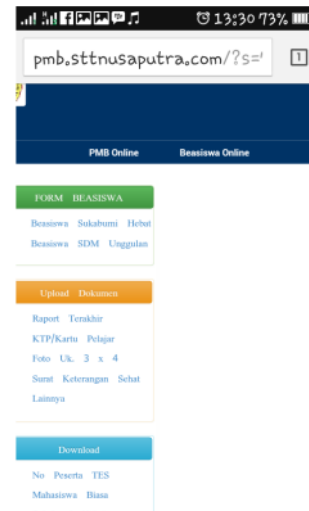 13:30 73%
pmb.sttnusaputra.com/?s='
1
PMB Online Beasiswa Online
FORM BEASISWA
Beasiswa Sukabumi Hebat
Beasiswa SDM Unggulan
Upload Dokumen
Raport Terakhir
KTP/Kartu Pelajar
Foto Uk. 3 x 4
Surat Keterangan Sehat
Lainnya
Download
No Peserta TES
Mahasiswa Biasa